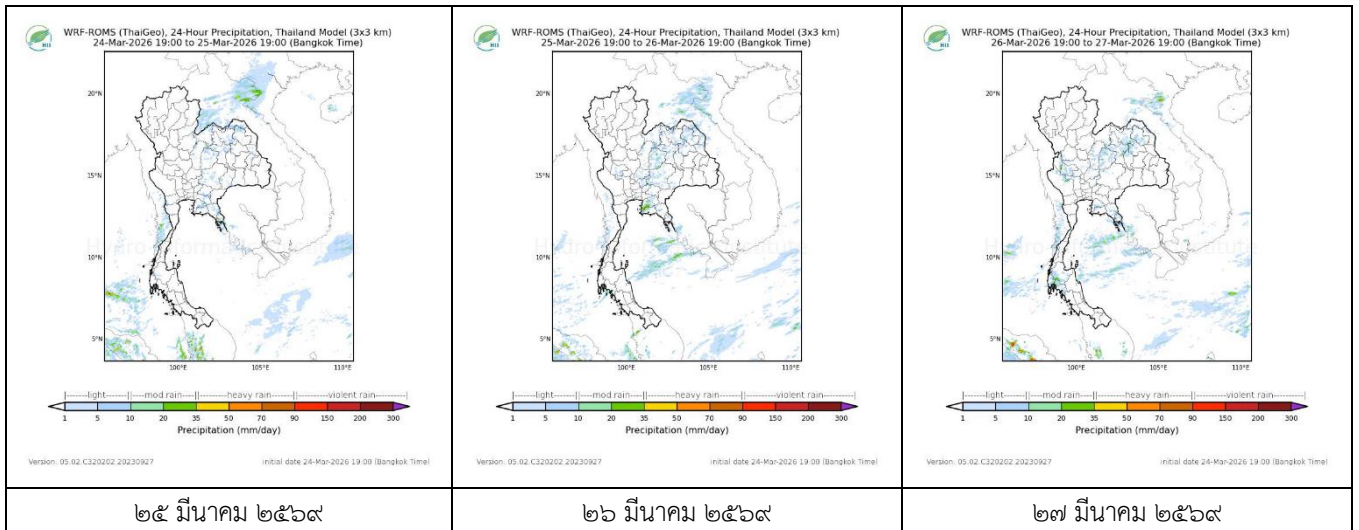 WRF-ROMS (ThaiGeo), 24-Hour Precipitation, Thailand Model (3x3 km)
24-Mar-2026 19:00 to 25-Mar-2026 19:00 (Bangkok Time)
HII
20°N
15°N
10°N
5°N
100°E 105°E 110°E
Hydro Informatics Institute
light mod rain heavy rain violent rain
1 5 10 20 35 50 70 90 150 200 300
Precipitation (mm/day)
Version: 05.02.C320202.20230927 initial date 24-Mar-2026 19:00 (Bangkok Time)
๒๕ มีนาคม ๒๕๖๙
WRF-ROMS (ThaiGeo), 24-Hour Precipitation, Thailand Model (3x3 km)
25-Mar-2026 19:00 to 26-Mar-2026 19:00 (Bangkok Time)
HII
20°N
15°N
10°N
5°N
100°E 105°E 110°E
Hydro Informatics Institute
light mod rain heavy rain violent rain
1 5 10 20 35 50 70 90 150 200 300
Precipitation (mm/day)
Version: 05.02.C320202.20230927 initial date 24-Mar-2026 19:00 (Bangkok Time)
๒๖ มีนาคม ๒๕๖๙
WRF-ROMS (ThaiGeo), 24-Hour Precipitation, Thailand Model (3x3 km)
26-Mar-2026 19:00 to 27-Mar-2026 19:00 (Bangkok Time)
HII
20°N
15°N
10°N
5°N
100°E 105°E 110°E
Hydro Informatics Institute
light mod rain heavy rain violent rain
1 5 10 20 35 50 70 90 150 200 300
Precipitation (mm/day)
Version: 05.02.C320202.20230927 initial date 24-Mar-2026 19:00 (Bangkok Time)
๒๗ มีนาคม ๒๕๖๙